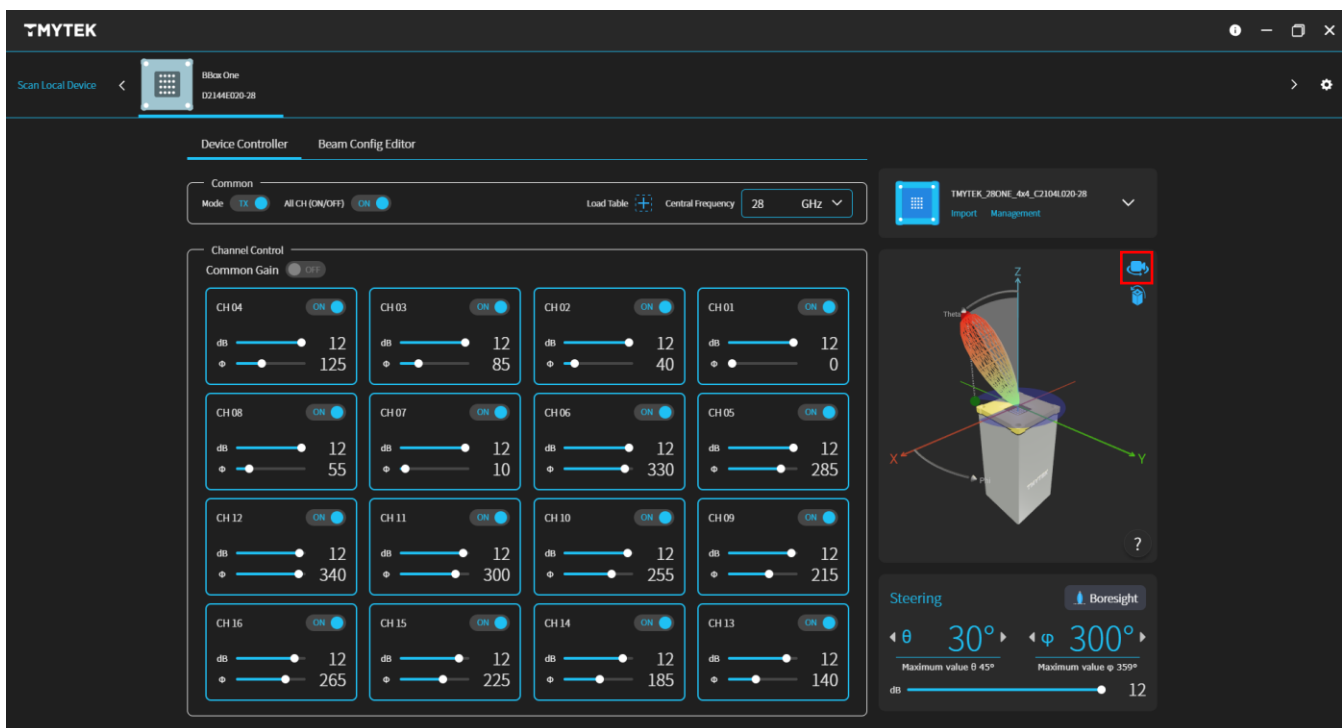 TMYTEK
Scan Local Device
BBox One
D2144E020-28
Device Controller Beam Config Editor
Common
Mode TX All CH (ON/OFF) ON Load Table Central Frequency 28 GHz
TMYTEK_28ONE_4x4_C2104L020-28
Import Management
Channel Control
Common Gain OFF
CH 04 ON CH 03 ON CH 02 ON CH 01 ON
dB 12 dB 12 dB 12 dB 12
Φ 125 Φ 85 Φ 40 Φ 0
CH 08 ON CH 07 ON CH 06 ON CH 05 ON
dB 12 dB 12 dB 12 dB 12
Φ 55 Φ 10 Φ 330 Φ 285
CH 12 ON CH 11 ON CH 10 ON CH 09 ON
dB 12 dB 12 dB 12 dB 12
Φ 340 Φ 300 Φ 255 Φ 215
CH 16 ON CH 15 ON CH 14 ON CH 13 ON
dB 12 dB 12 dB 12 dB 12
Φ 265 Φ 225 Φ 185 Φ 140
Z
Theta
X
Y
Phi
TMYTEK
?
Steering Boresight
θ 30° φ 300°
Maximum value θ 45° Maximum value φ 359°
dB 12